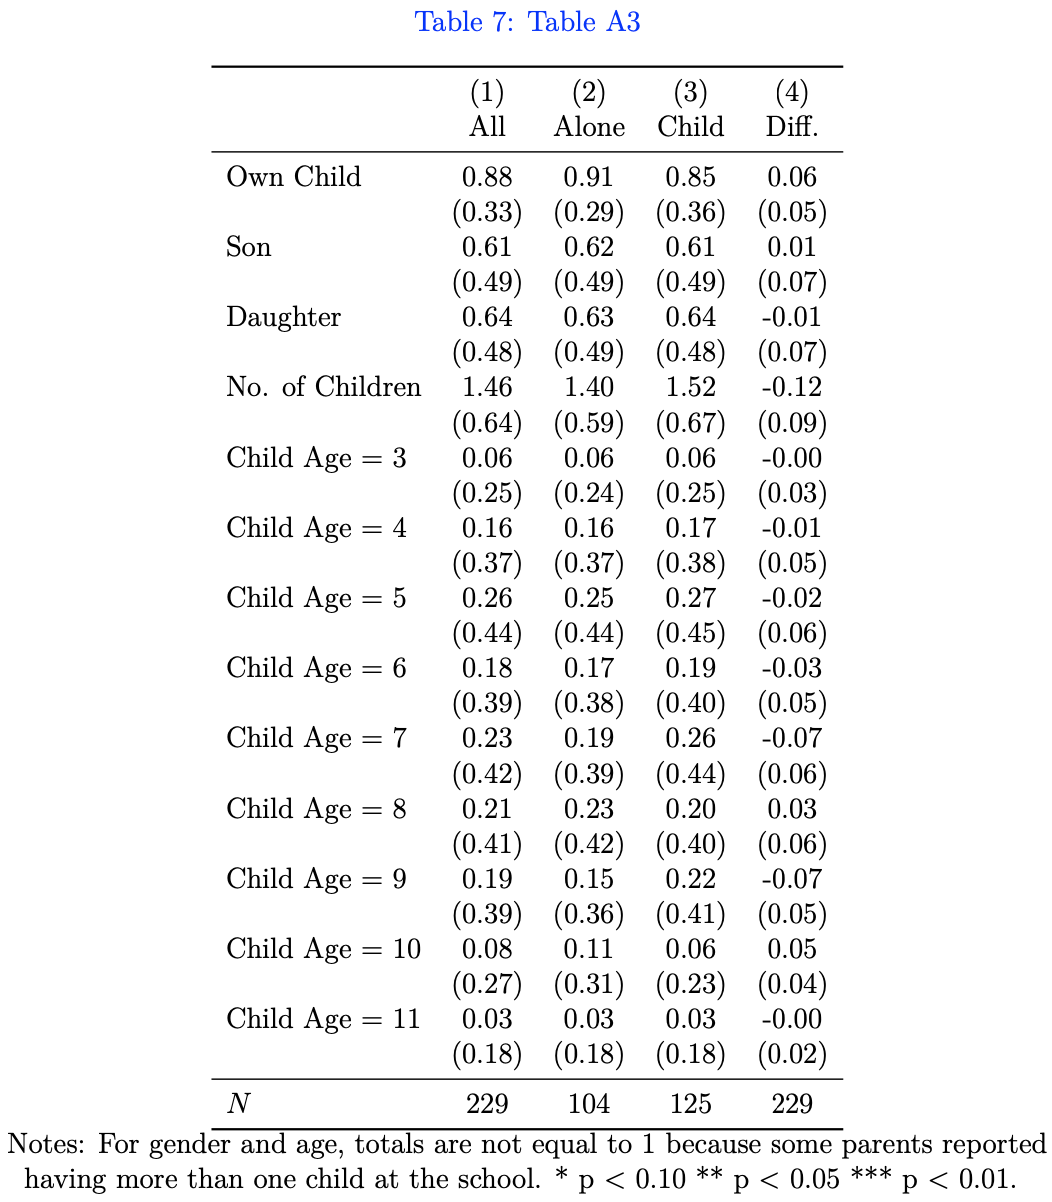 Table 7: Table A3
(1) (2) (3) (4)
All Alone Child Diff.
Own Child 0.88 0.91 0.85 0.06
(0.33) (0.29) (0.36) (0.05)
Son 0.61 0.62 0.61 0.01
(0.49) (0.49) (0.49) (0.07)
Daughter 0.64 0.63 0.64 -0.01
(0.48) (0.49) (0.48) (0.07)
No. of Children 1.46 1.40 1.52 -0.12
(0.64) (0.59) (0.67) (0.09)
Child Age = 3 0.06 0.06 0.06 -0.00
(0.25) (0.24) (0.25) (0.03)
Child Age = 4 0.16 0.16 0.17 -0.01
(0.37) (0.37) (0.38) (0.05)
Child Age = 5 0.26 0.25 0.27 -0.02
(0.44) (0.44) (0.45) (0.06)
Child Age = 6 0.18 0.17 0.19 -0.03
(0.39) (0.38) (0.40) (0.05)
Child Age = 7 0.23 0.19 0.26 -0.07
(0.42) (0.39) (0.44) (0.06)
Child Age = 8 0.21 0.23 0.20 0.03
(0.41) (0.42) (0.40) (0.06)
Child Age = 9 0.19 0.15 0.22 -0.07
(0.39) (0.36) (0.41) (0.05)
Child Age = 10 0.08 0.11 0.06 0.05
(0.27) (0.31) (0.23) (0.04)
Child Age = 11 0.03 0.03 0.03 -0.00
(0.18) (0.18) (0.18) (0.02)
N 229 104 125 229
Notes: For gender and age, totals are not equal to 1 because some parents reported
having more than one child at the school. * p < 0.10 ** p < 0.05 *** p < 0.01.